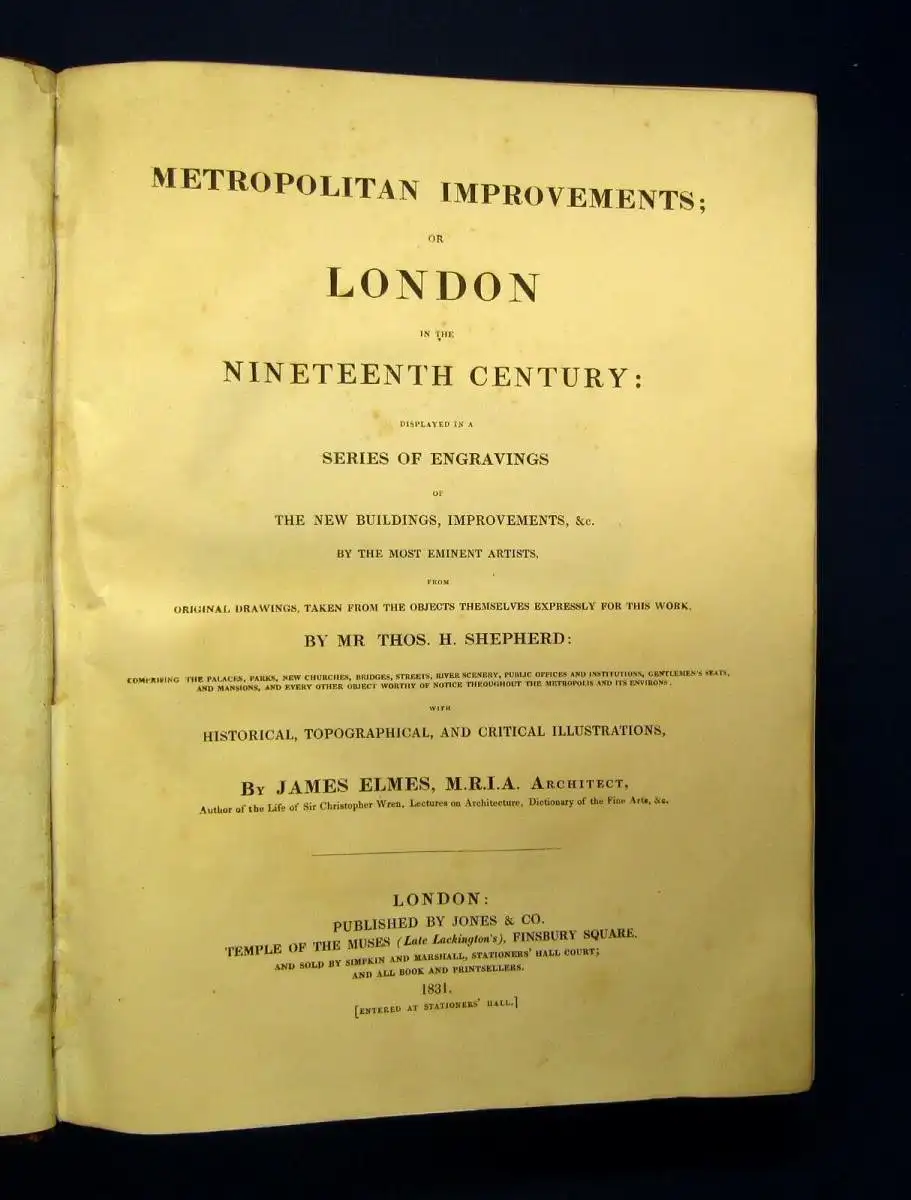 METROPOLITAN IMPROVEMENTS;
OR
LONDON
IN THE
NINETEENTH CENTURY:
DISPLAYED IN A
SERIES OF ENGRAVINGS
OF
THE NEW BUILDINGS, IMPROVEMENTS, &c.
BY THE MOST EMINENT ARTISTS,
FROM
ORIGINAL DRAWINGS, TAKEN FROM THE OBJECTS THEMSELVES EXPRESSLY FOR THIS WORK,
BY MR THOS. H. SHEPHERD:
COMPRISING THE PALACES, PARKS, NEW CHURCHES, BRIDGES, STREETS, RIVER SCENERY, PUBLIC OFFICES AND INSTITUTIONS, GENTLEMEN'S SEATS,
AND MANSIONS, AND EVERY OTHER OBJECT WORTHY OF NOTICE THROUGHOUT THE METROPOLIS AND ITS ENVIRONS;
WITH
HISTORICAL, TOPOGRAPHICAL, AND CRITICAL ILLUSTRATIONS,
BY JAMES ELMES, M.R.I.A. ARCHITECT,
Author of the Life of Sir Christopher Wren, Lectures on Architecture, Dictionary of the Fine Arts, &c.
LONDON:
PUBLISHED BY JONES & CO.
TEMPLE OF THE MUSES (Late Lackington's), FINSBURY SQUARE.
AND SOLD BY SIMPKIN AND MARSHALL, STATIONERS' HALL COURT;
AND ALL BOOK AND PRINTSELLERS.
1831.
[ENTERED AT STATIONERS' HALL.]